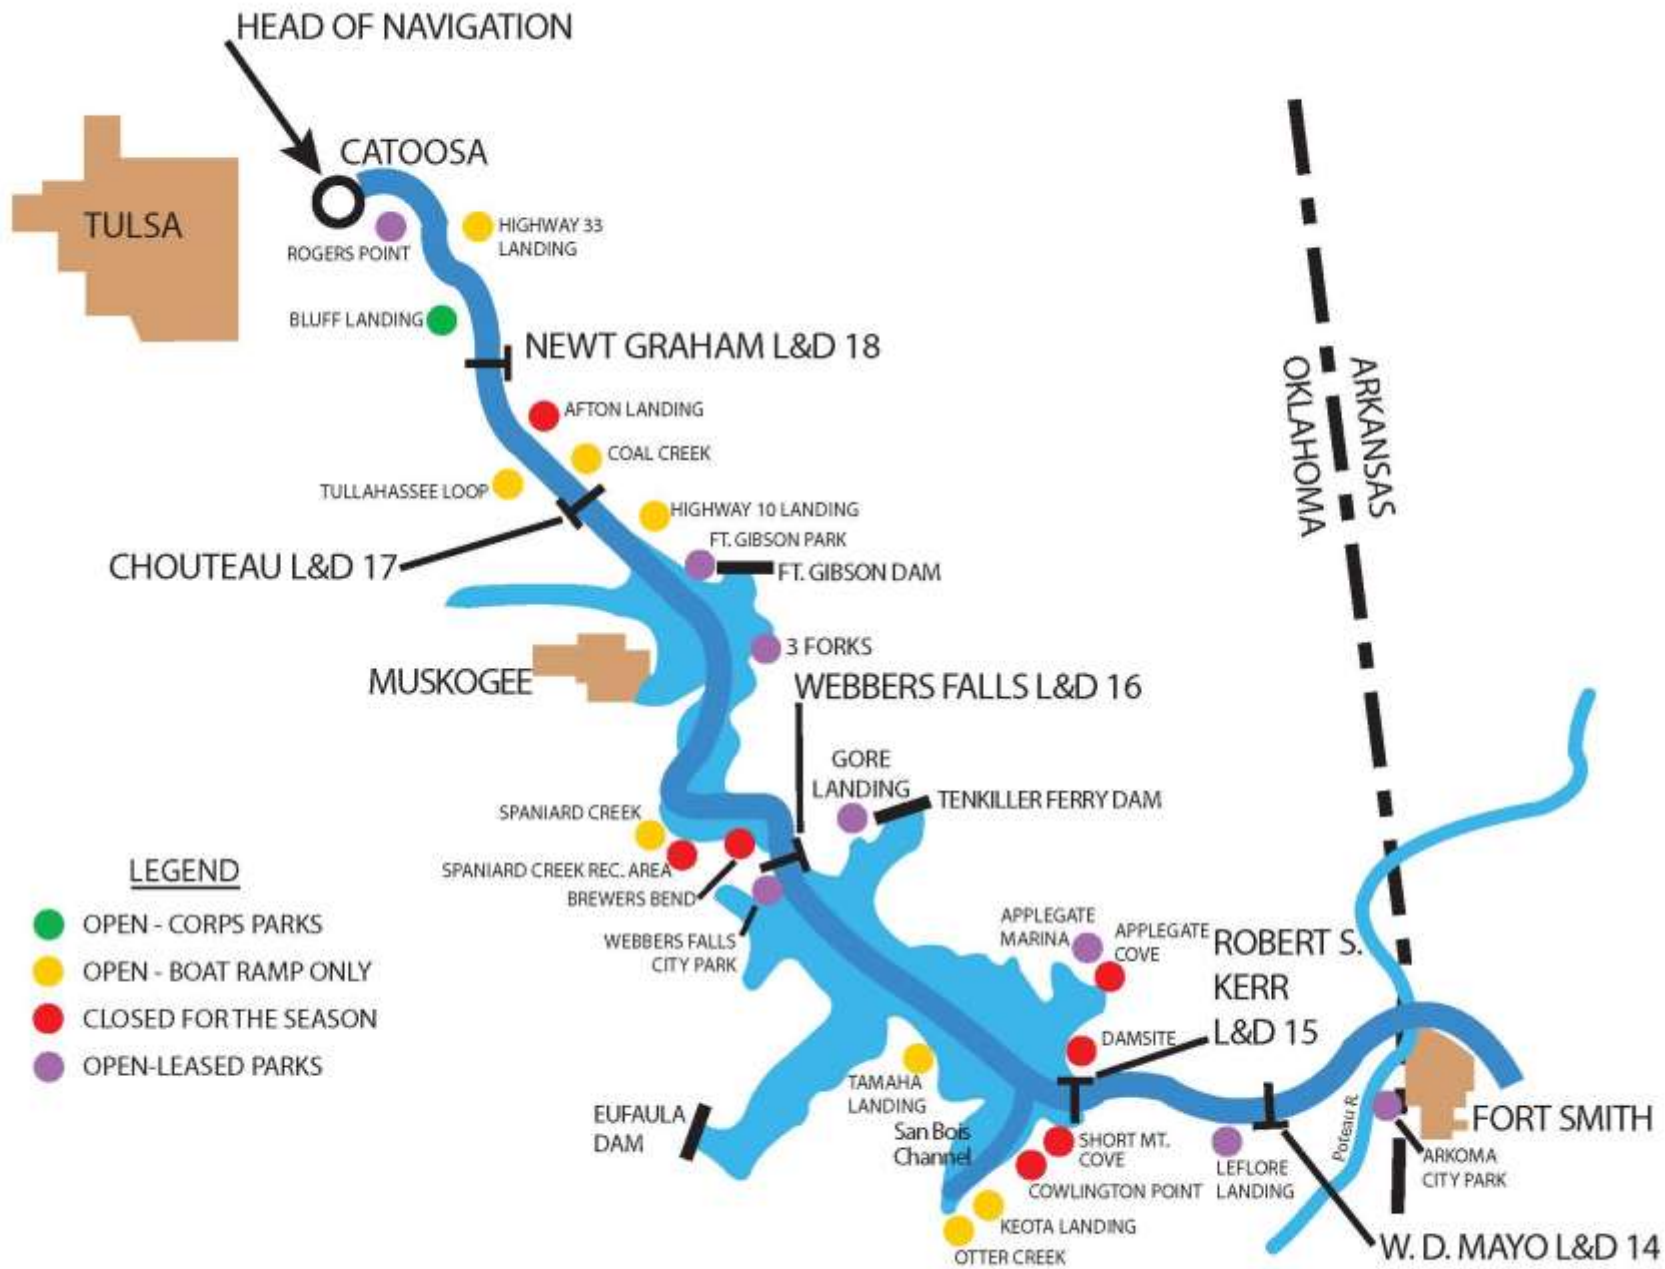 HEAD OF NAVIGATION
CATOOSA
TULSA
ROGERS POINT
HIGHWAY 33
LANDING
BLUFF LANDING
NEWT GRAHAM L&D 18
AFTON LANDING
COAL CREEK
TULLAHASSEE LOOP
HIGHWAY 10 LANDING
FT. GIBSON PARK
CHOUTEAU L&D 17
FT. GIBSON DAM
ARKANSAS
OKLAHOMA
3 FORKS
MUSKOGEE
WEBBERS FALLS L&D 16
GORE
LANDING
TENKILLER FERRY DAM
SPANIARD CREEK
SPANIARD CREEK REC. AREA
BREWERS BEND
WEBBERS FALLS
CITY PARK
APPLEGATE
MARINA
APPLEGATE
COVE
ROBERT S.
KERR
L&D 15
DAMSITE
LEGEND
OPEN - CORPS PARKS
OPEN - BOAT RAMP ONLY
CLOSED FOR THE SEASON
OPEN-LEASED PARKS
TAMAHA
LANDING
EUFAULA
DAM
San Bois
Channel
SHORT MT.
COVE
COWLINGTON POINT
KEOTA LANDING
OTTER CREEK
LEFLORE
LANDING
Poteau R.
FORT SMITH
ARKOMA
CITY PARK
W. D. MAYO L&D 14